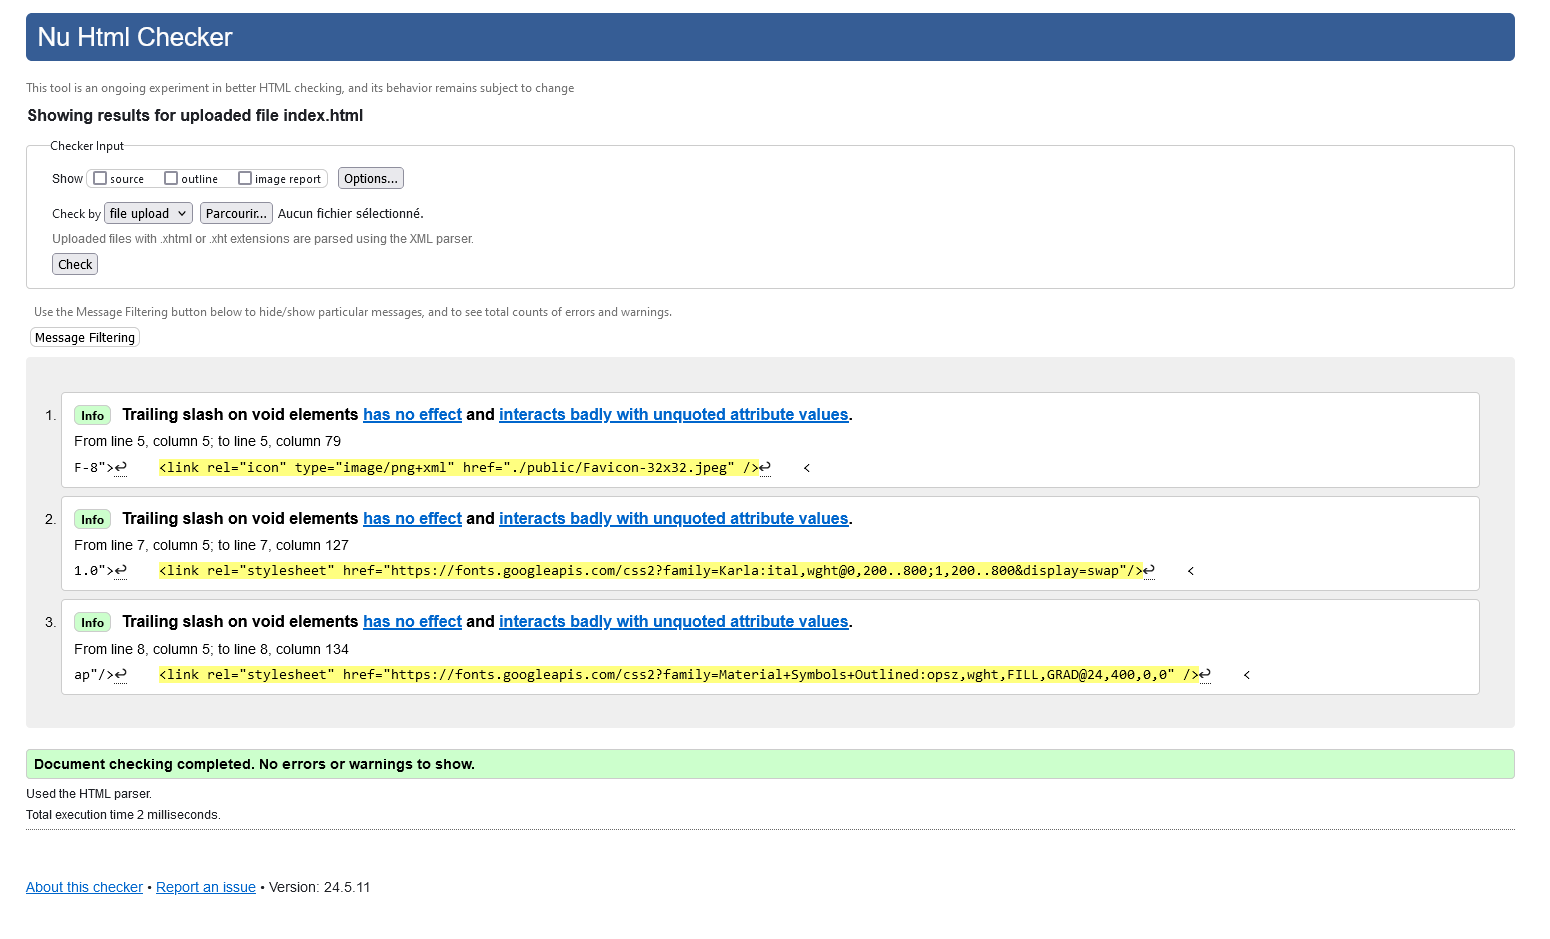 Nu Html Checker
This tool is an ongoing experiment in better HTML checking, and its behavior remains subject to change
Showing results for uploaded file index.html
Checker Input
Show source outline image report Options...
Check by file upload Parcourir... Aucun fichier sélectionné.
Uploaded files with .xhtml or .xht extensions are parsed using the XML parser.
Check
Use the Message Filtering button below to hide/show particular messages, and to see total counts of errors and warnings.
Message Filtering
1. Info Trailing slash on void elements has no effect and interacts badly with unquoted attribute values.
From line 5, column 5; to line 5, column 79
F-8">↩    <link rel="icon" type="image/png+xml" href="./public/Favicon-32x32.jpeg" />↩    <
2. Info Trailing slash on void elements has no effect and interacts badly with unquoted attribute values.
From line 7, column 5; to line 7, column 127
1.0">↩    <link rel="stylesheet" href="https://fonts.googleapis.com/css2?family=Karla:ital,wght@0,200..800;1,200..800&display=swap"/>↩    <
3. Info Trailing slash on void elements has no effect and interacts badly with unquoted attribute values.
From line 8, column 5; to line 8, column 134
ap"/>↩    <link rel="stylesheet" href="https://fonts.googleapis.com/css2?family=Material+Symbols+Outlined:opsz,wght,FILL,GRAD@24,400,0,0" />↩    <
Document checking completed. No errors or warnings to show.
Used the HTML parser.
Total execution time 2 milliseconds.
About this checker • Report an issue • Version: 24.5.11